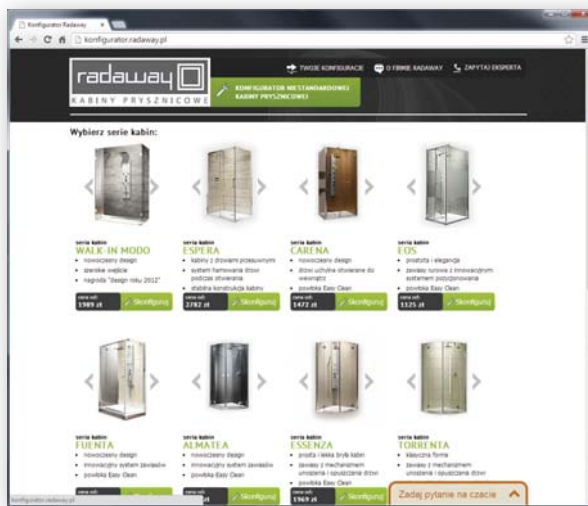 Konfigurator Radaway
konfigurator.radaway.pl
radaway
KABINY PRYSZNICOWE
TWOJE KONFIGURACJE
O FIRMIE RADAWAY
ZAPYTAJ EKSPERTA
KONFIGURATOR NIESTANDARDOWEJ
KABINY PRYSZNICOWEJ
Wybierz serie kabin:
seria kabin
WALK-IN MODO
nowoczesny design
szerokie wejście
nagroda "design roku 2012"
cena od:
1989 zł
Skonfiguruj
seria kabin
ESPERA
kabiny z drzwiami przesuwnymi
system hamowania drzwi
podczas otwierania
stabilna konstrukcja kabiny
cena od:
2782 zł
Skonfiguruj
seria kabin
CARENA
nowoczesny design
drzwi uchylne otwierane do
wewnątrz
powłoka Easy Clean
cena od:
1472 zł
Skonfiguruj
seria kabin
EOS
prostota i elegancja
zawiasy rurowe z innowacyjnym
systemem pozycjonowania
powłoka Easy Clean
cena od:
1125 zł
Skonfiguruj
seria kabin
FUENTA
nowoczesny design
innowacyjny system zawiasów
powłoka Easy Clean
Skonfiguruj
seria kabin
ALMATEA
nowoczesny design
innowacyjny system zawiasów
powłoka Easy Clean
Skonfiguruj
seria kabin
ESSENZA
prosta i lekka bryła kabin
zawiasy z mechanizmem
unoszenia i opuszczania drzwi
powłoka Easy Clean
1969 zł
Skonfiguruj
seria kabin
TORRENTA
klasyczna forma
zawiasy z mechanizmem
unoszenia i opuszczania drzwi
konfigurator.radaway.pl
Zadaj pytanie na czacie